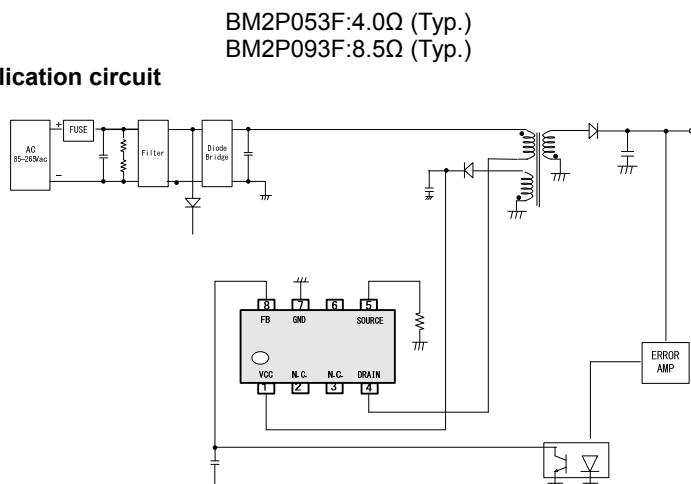 BM2P053F:4.0Ω (Typ.)
BM2P093F:8.5Ω (Typ.)
lication circuit
+
FUSE
AC
85-265Vac
-
Filter
Diode
Bridge
8 7 6 5
FB GND SOURCE
VCC N.C. N.C. DRAIN
1 2 3 4
ERROR
AMP